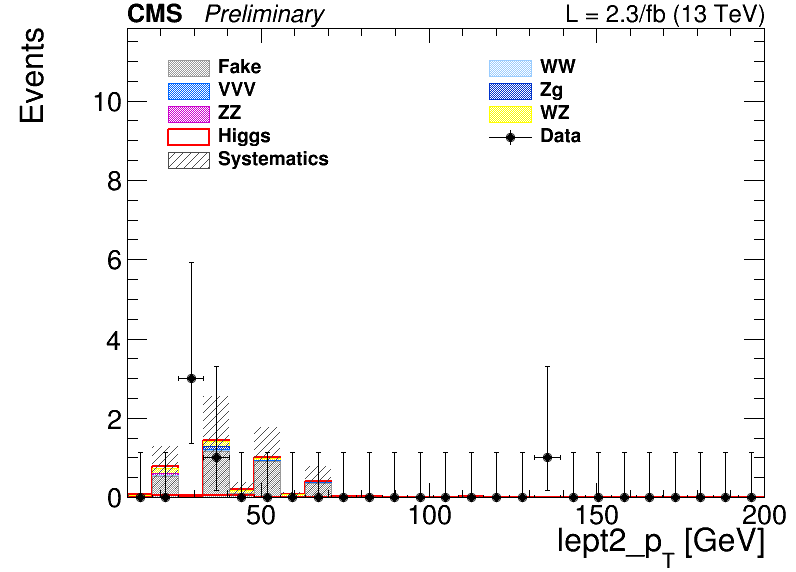 CMS Preliminary L = 2.3/fb (13 TeV)
Events
Fake WW
VVV Zg
ZZ WZ
Higgs Data
Systematics
10
8
6
4
2
0
50 100 150 200
lept2_p_T [GeV]